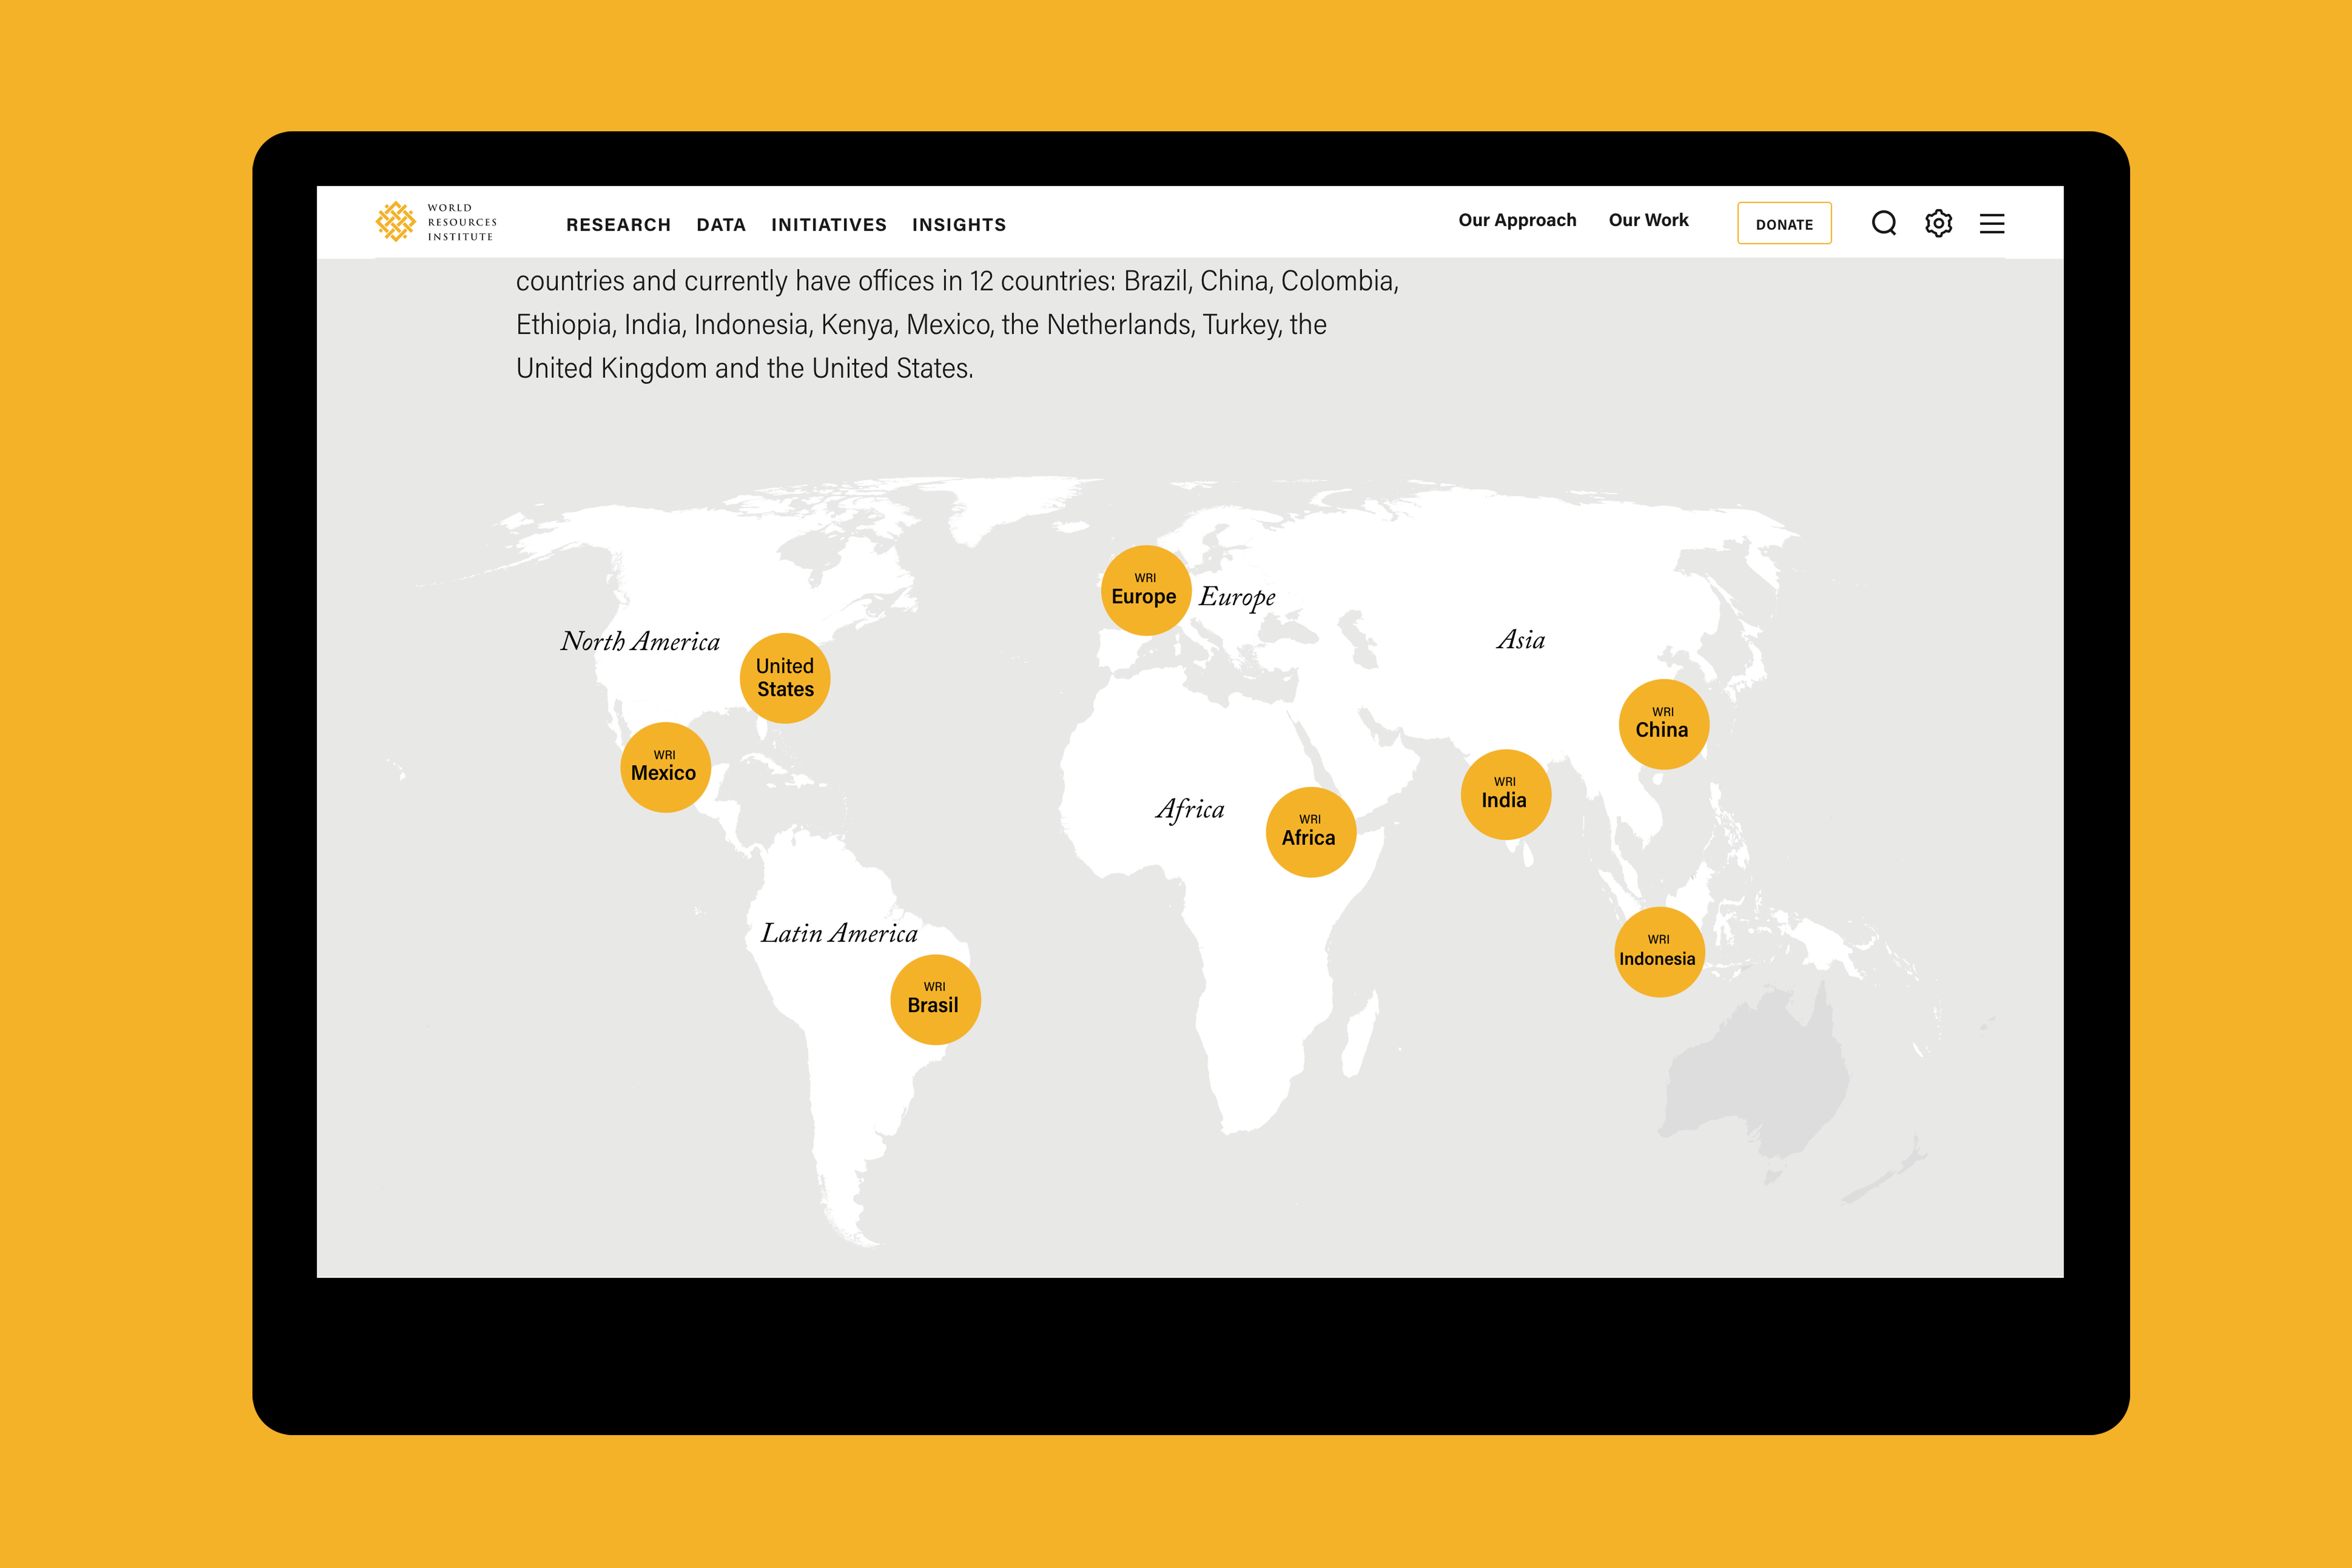 WORLD
RESOURCES
INSTITUTE
RESEARCH DATA INITIATIVES INSIGHTS
Our Approach Our Work
DONATE
countries and currently have offices in 12 countries: Brazil, China, Colombia,
Ethiopia, India, Indonesia, Kenya, Mexico, the Netherlands, Turkey, the
United Kingdom and the United States.
WRI
Europe
Europe
North America
Asia
United
States
WRI
China
WRI
Mexico
WRI
India
Africa
WRI
Africa
Latin America
WRI
Indonesia
WRI
Brasil